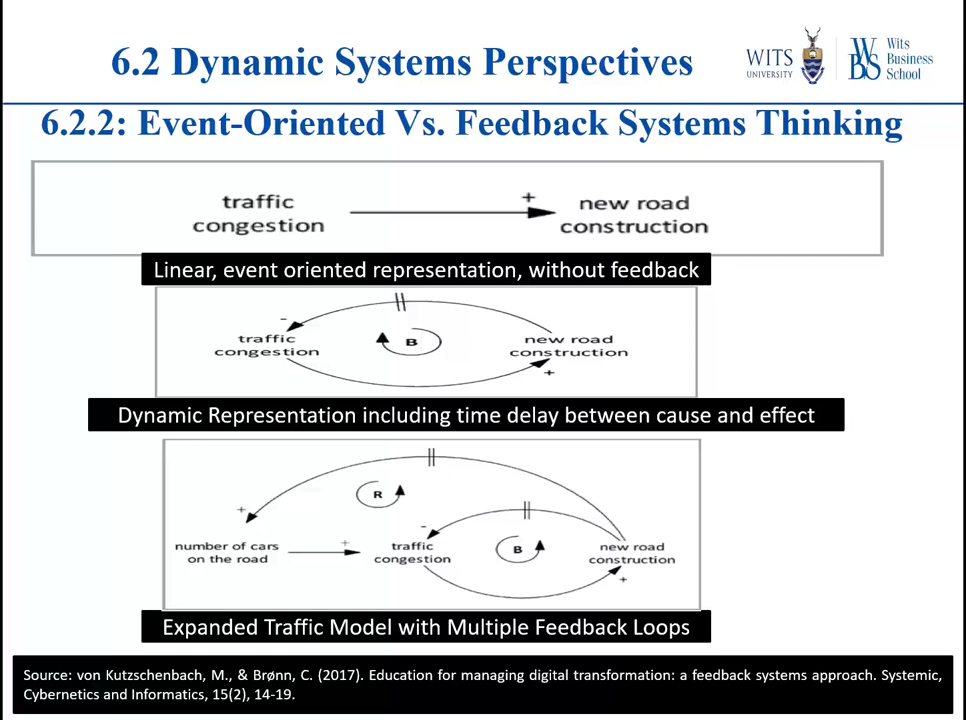 6.2 Dynamic Systems Perspectives
WITS
UNIVERSITY
WBS
Wits
Business
School
6.2.2: Event-Oriented Vs. Feedback Systems Thinking
traffic
congestion
+
new road
construction
Linear, event oriented representation, without feedback
-
traffic
congestion
B
new road
construction
+
Dynamic Representation including time delay between cause and effect
R
+
number of cars
on the road
+
-
traffic
congestion
B
new road
construction
+
Expanded Traffic Model with Multiple Feedback Loops
Source: von Kutzschenbach, M., & Brønn, C. (2017). Education for managing digital transformation: a feedback systems approach. Systemic,
Cybernetics and Informatics, 15(2), 14-19.